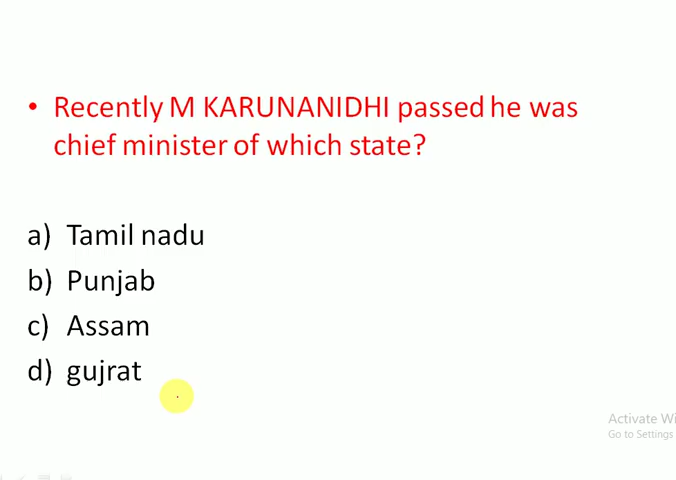 • Recently M KARUNANIDHI passed he was
chief minister of which state?
a) Tamil nadu
b) Punjab
c) Assam
d) gujrat
Activate Wi
Go to Settings